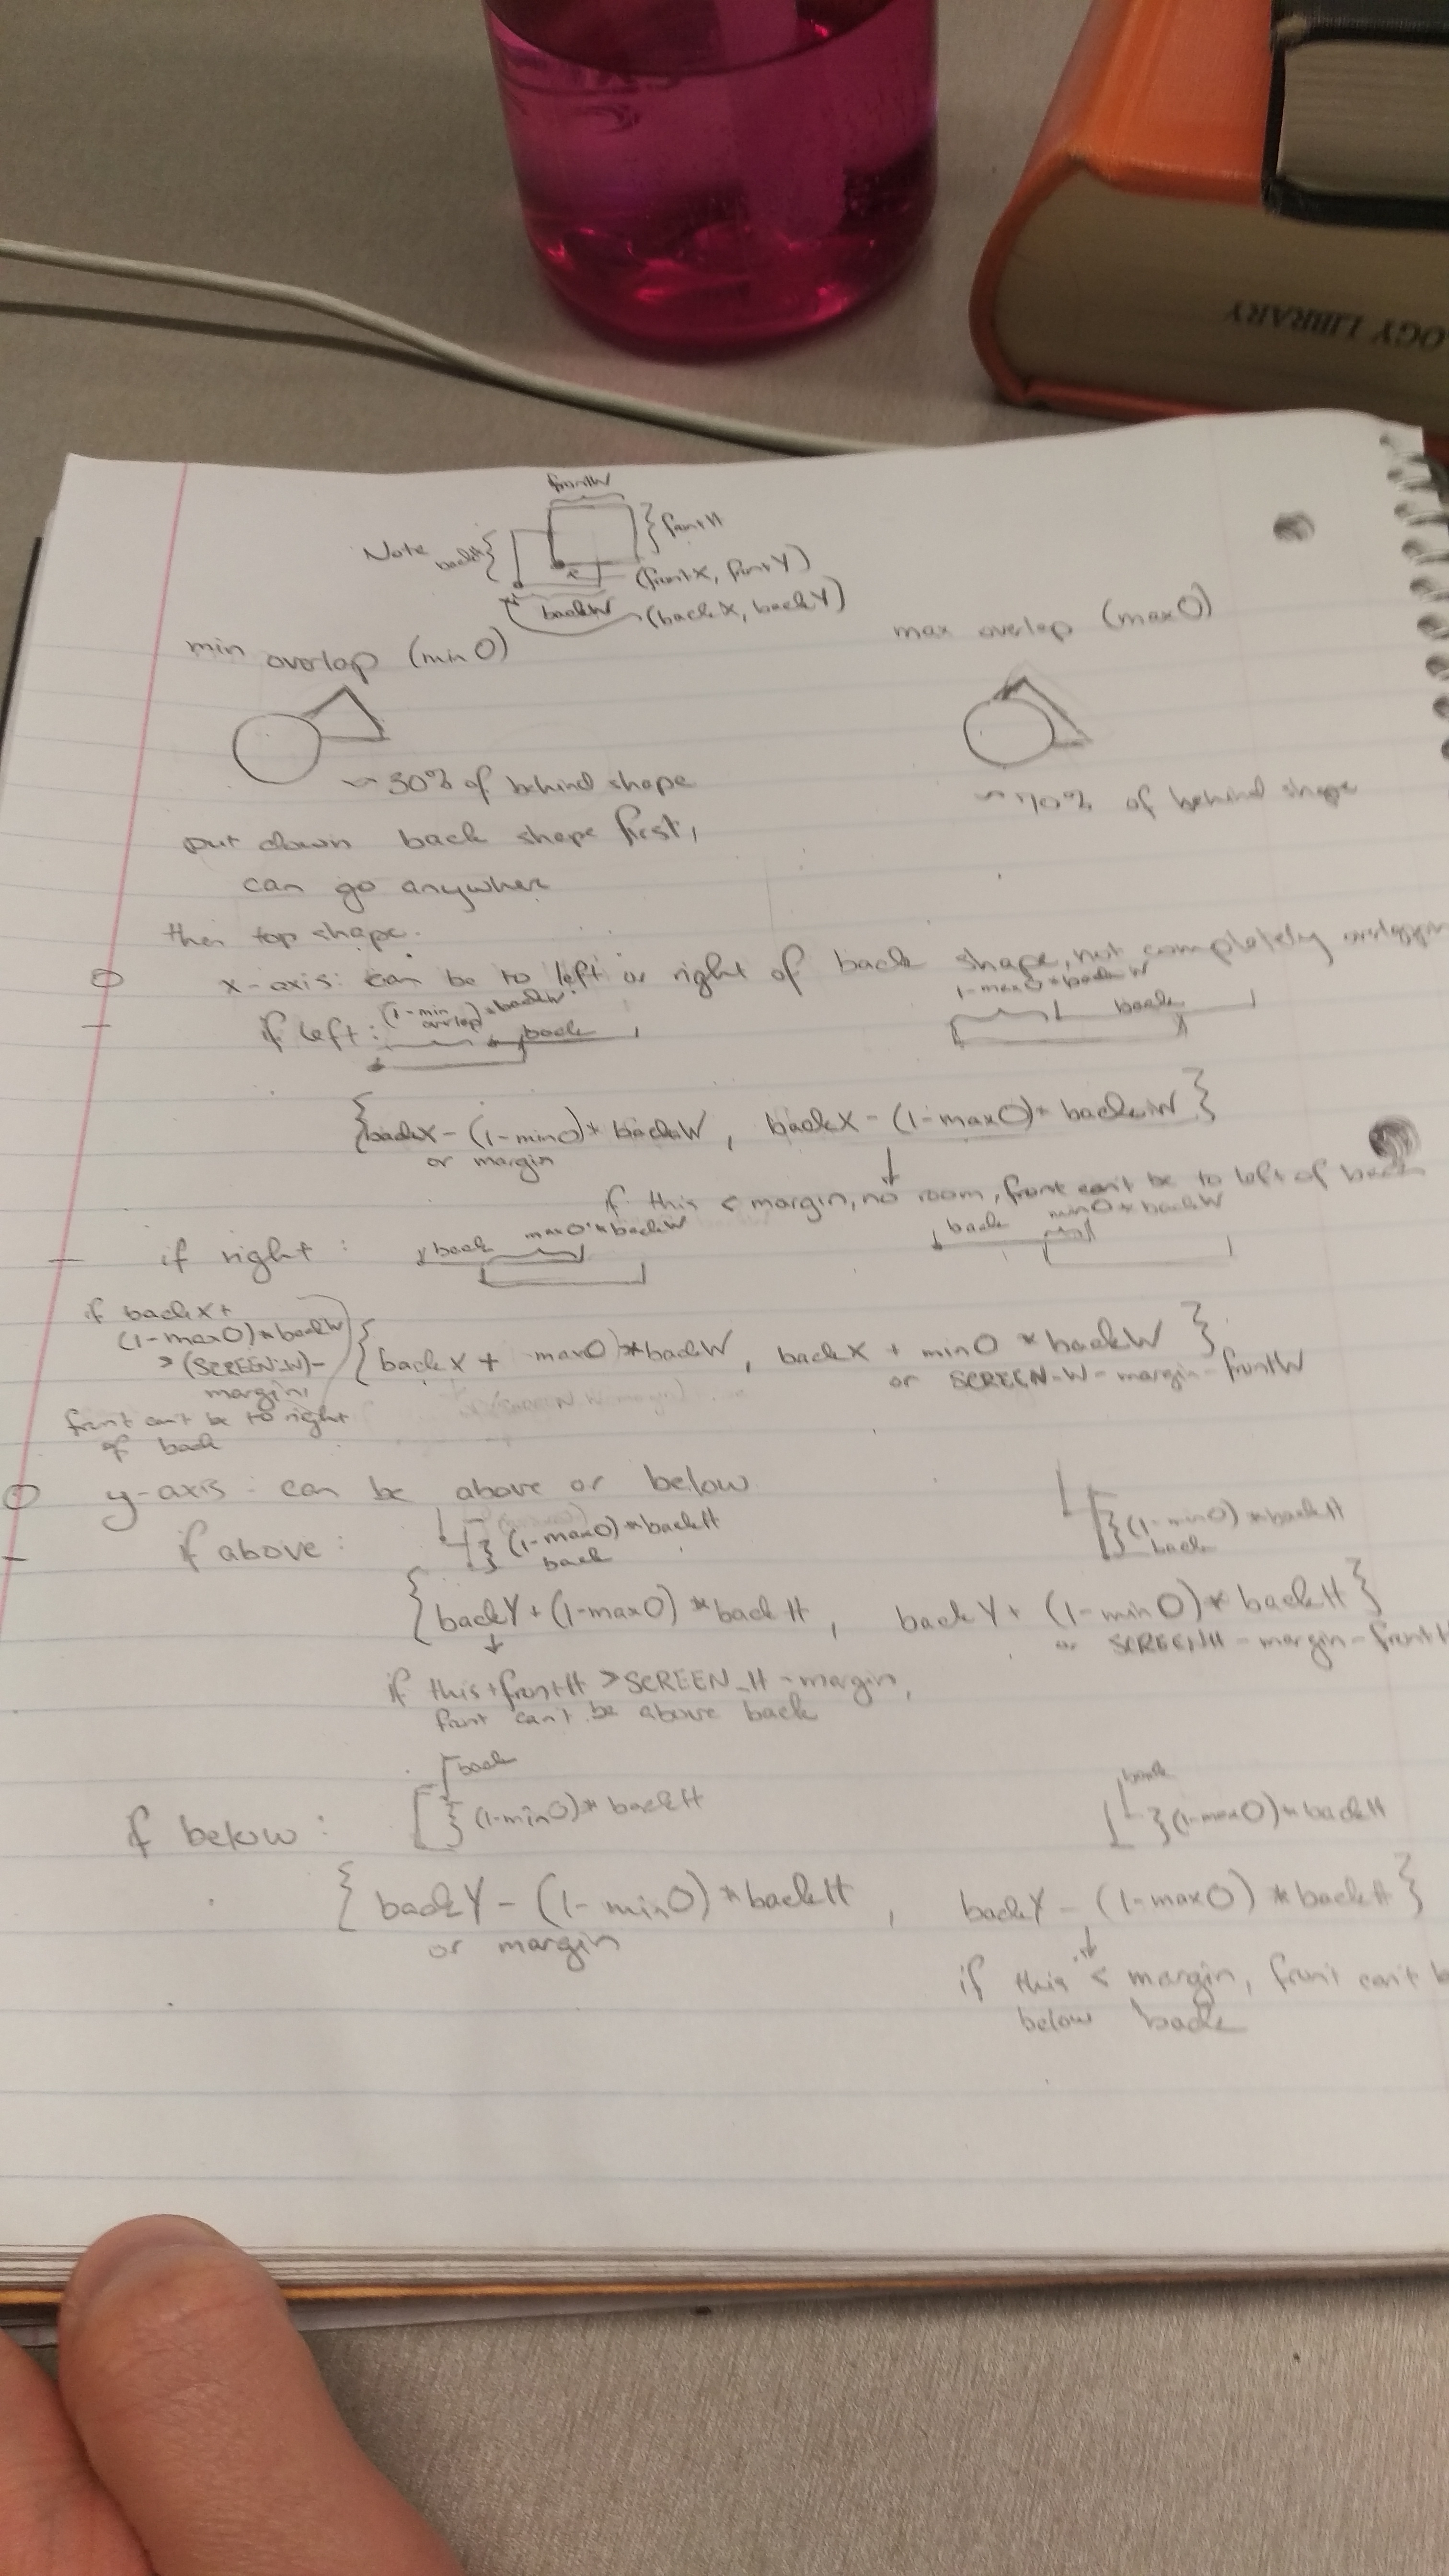 OGY LIBRARY
frontW
Note backH frontH
(frontX, frontY)
backW (backX, backY)
min overlap (minO) max overlap (maxO)
~30% of behind shape ~70% of behind shape
put down back shape first,
can go anywhere
then top shape.
x-axis: can be to left or right of back shape, not completely overlapping
if left: (1-min overlap)*backW back 1-maxO*backW back
{backX - (1-minO)* backW, backX - (1-maxO)* backW}
or margin
if this < margin, no room, front can't be to left of back
if right: back maxO*backW back minO*backW
if backX+
(1-maxO)*backW
>(SCREEN_W)-
margin,
front can't be to right
of back
{backX + maxO)*backW, backX + minO *backW}
or SCREEN_W - margin - frontW
y-axis: can be above or below
if above: (1-maxO)*backH (1-minO)*backH
back back
{backY + (1-maxO) *backH, backY + (1-minO)* backH}
or SCREENH - margin - frontH
if this+frontH >SCREEN_H -margin,
front can't be above back
back back
if below: (1-minO)* backH (1-maxO)*backH
{backY - (1-minO) *backH, backY - (1-maxO) *backH}
or margin
if this < margin, front can't b
below back